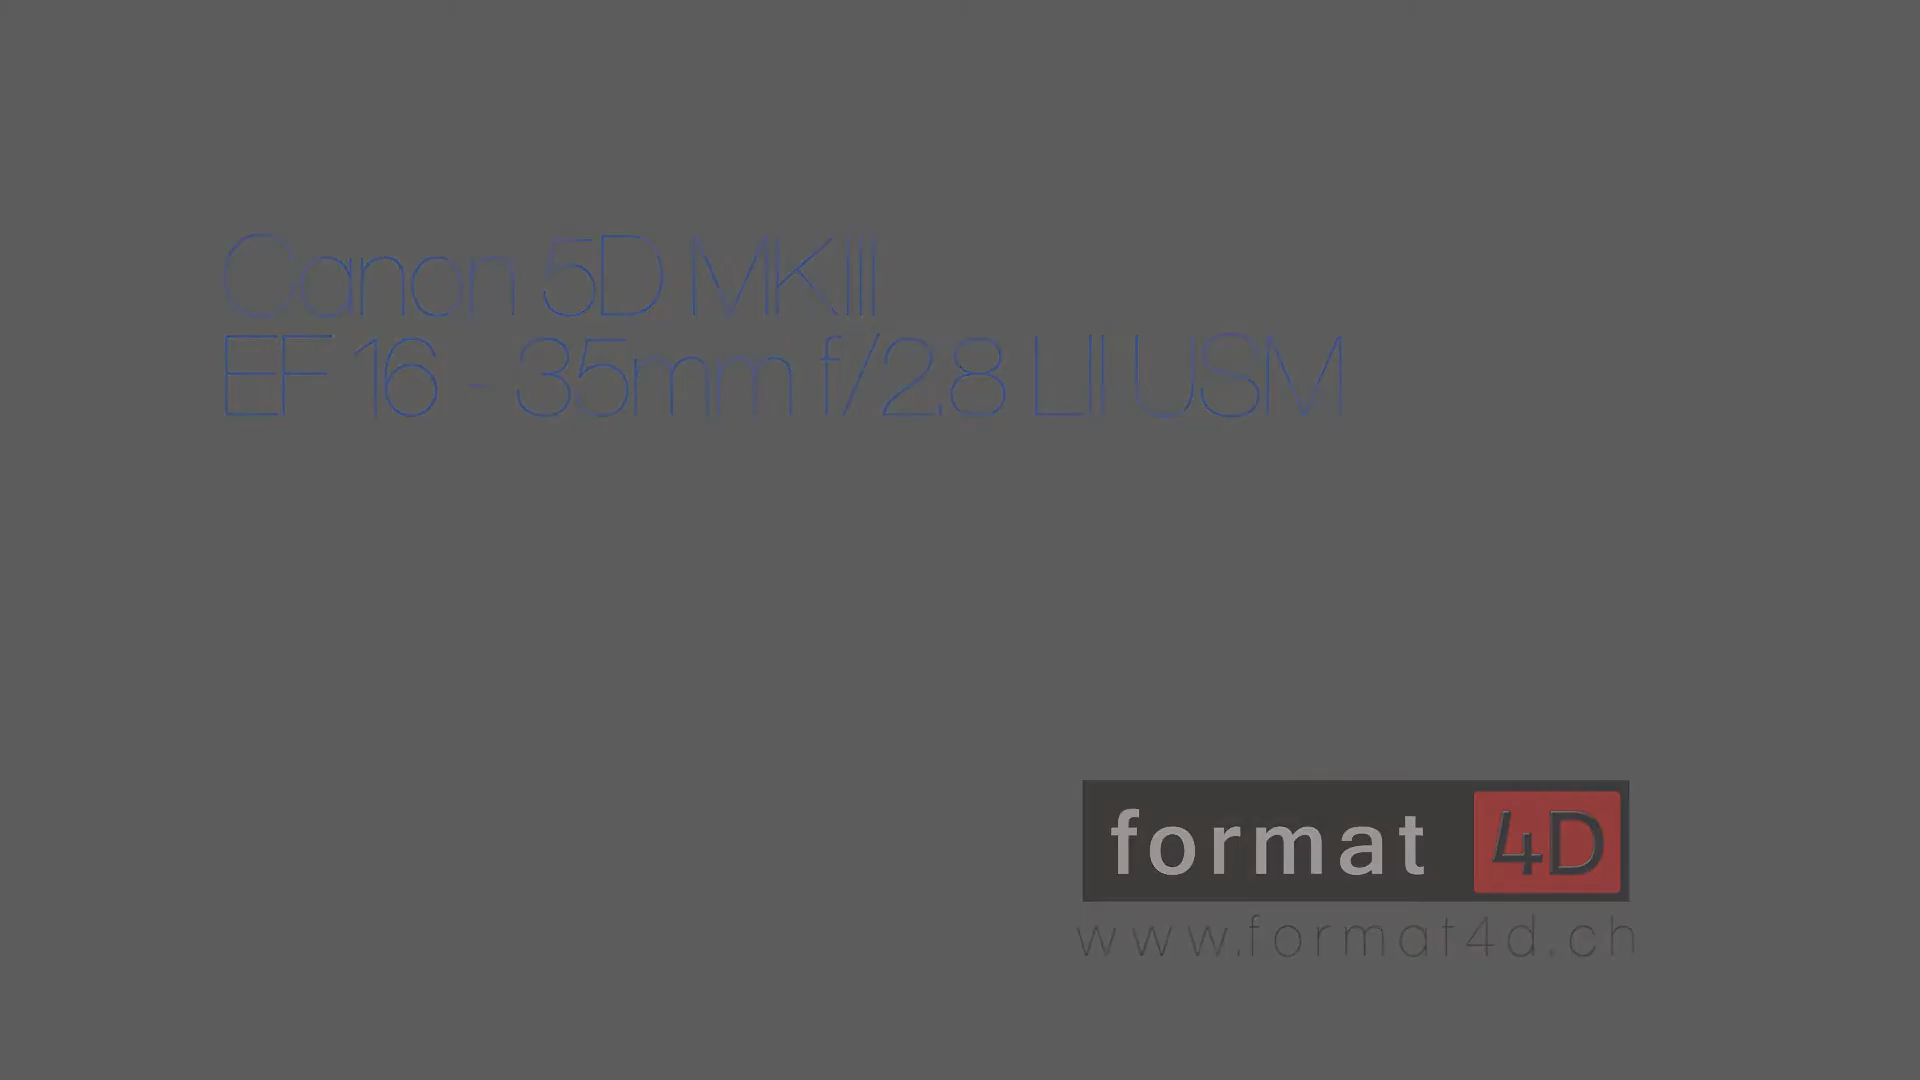 Canon 5D MKIII
EF 16 - 35mm f/2.8 LII USM
format 4D
www.format4d.ch